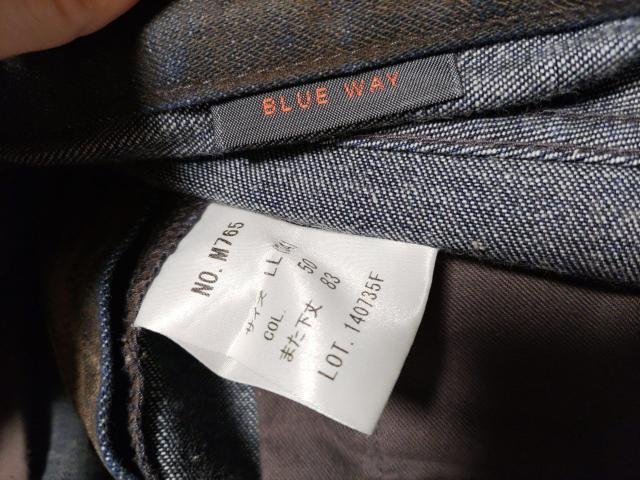 BLUE WAY
NO. M765
サイズ LL
COL. 50
また下丈 83
LOT. 140735F